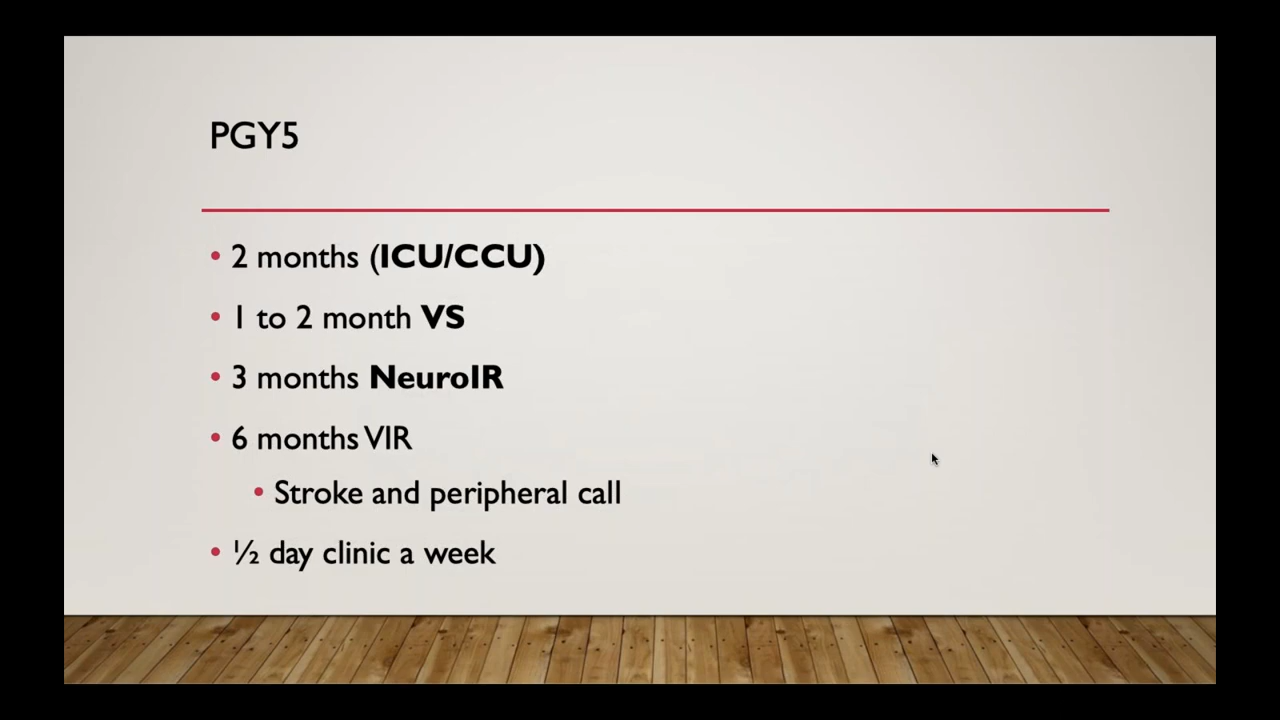 PGY5
• 2 months (ICU/CCU)
• 1 to 2 month VS
• 3 months NeuroIR
• 6 months VIR
• Stroke and peripheral call
• ½ day clinic a week